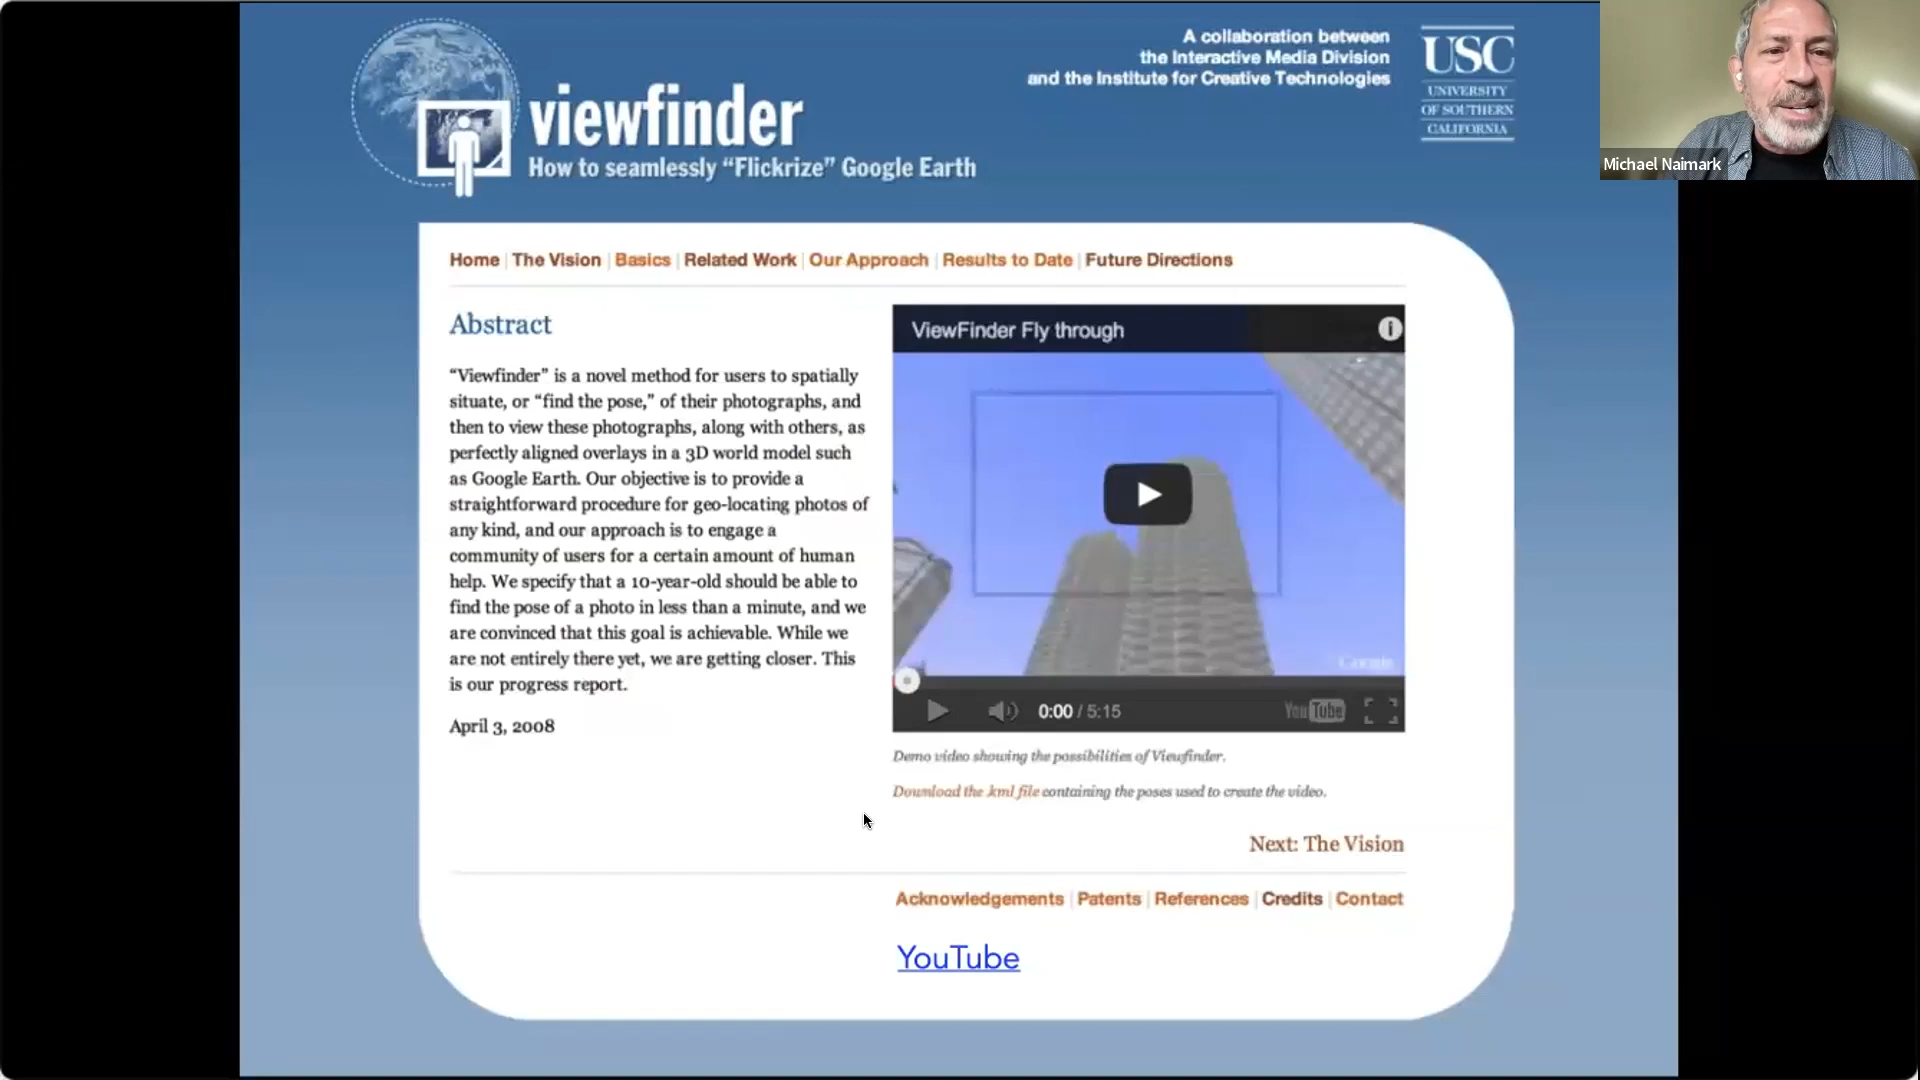 viewfinder
How to seamlessly “Flickrize” Google Earth
A collaboration between
the Interactive Media Division
and the Institute for Creative Technologies
USC
UNIVERSITY
OF SOUTHERN
CALIFORNIA
Michael Naimark
Home | The Vision | Basics | Related Work | Our Approach | Results to Date | Future Directions
Abstract
“Viewfinder” is a novel method for users to spatially
situate, or “find the pose,” of their photographs, and
then to view these photographs, along with others, as
perfectly aligned overlays in a 3D world model such
as Google Earth. Our objective is to provide a
straightforward procedure for geo-locating photos of
any kind, and our approach is to engage a
community of users for a certain amount of human
help. We specify that a 10-year-old should be able to
find the pose of a photo in less than a minute, and we
are convinced that this goal is achievable. While we
are not entirely there yet, we are getting closer. This
is our progress report.
April 3, 2008
ViewFinder Fly through
Google
0:00 / 5:15
YouTube
Demo video showing the possibilities of Viewfinder.
Download the .kml file containing the poses used to create the video.
Next: The Vision
Acknowledgements | Patents | References | Credits | Contact
YouTube